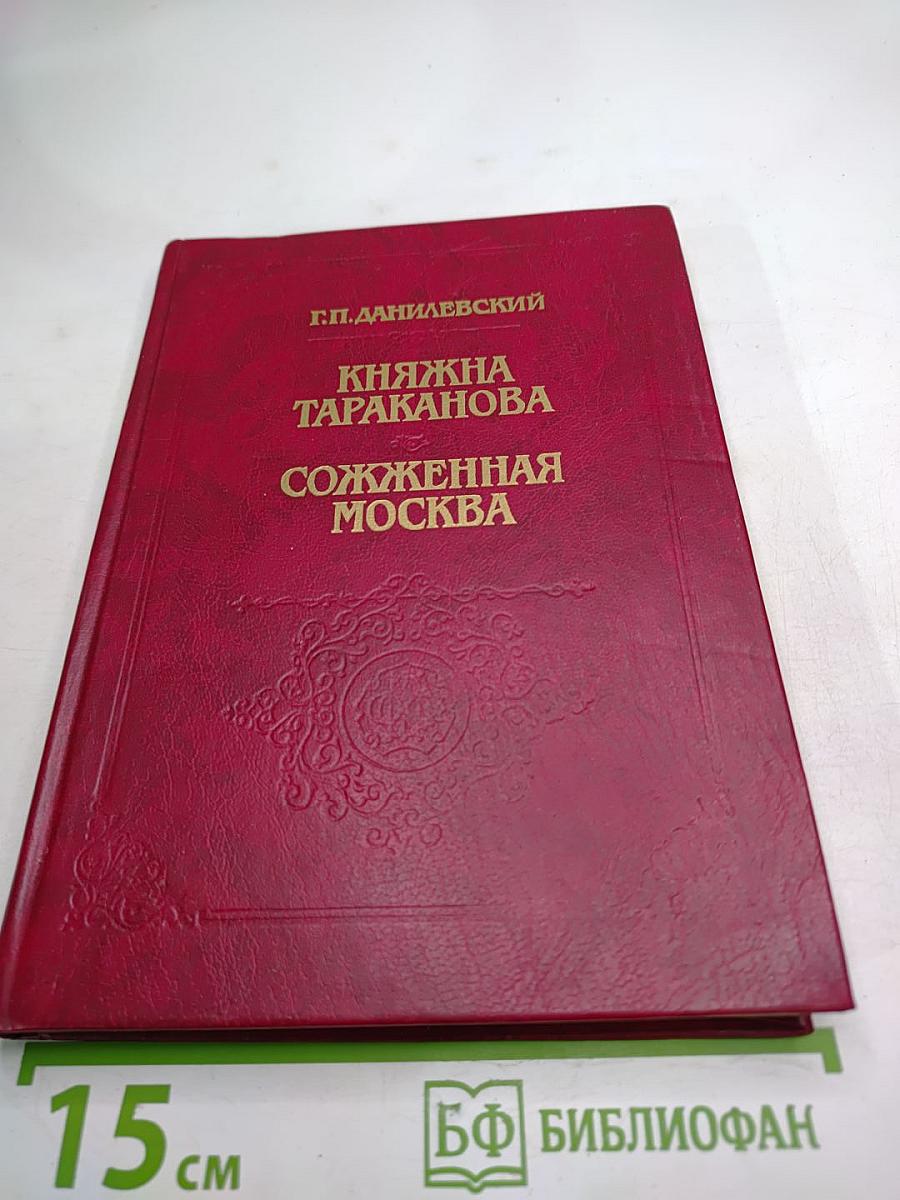 Г.П.ДАНИЛЕВСКИЙ
КНЯЖНА
ТАРАКАНОВА
СОЖЖЕННАЯ
МОСКВА
15 см
БФ БИБЛИОФАН